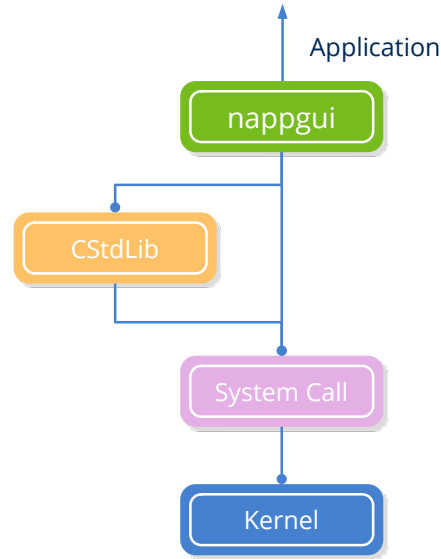 Application
nappgui
CStdLib
System Call
Kernel